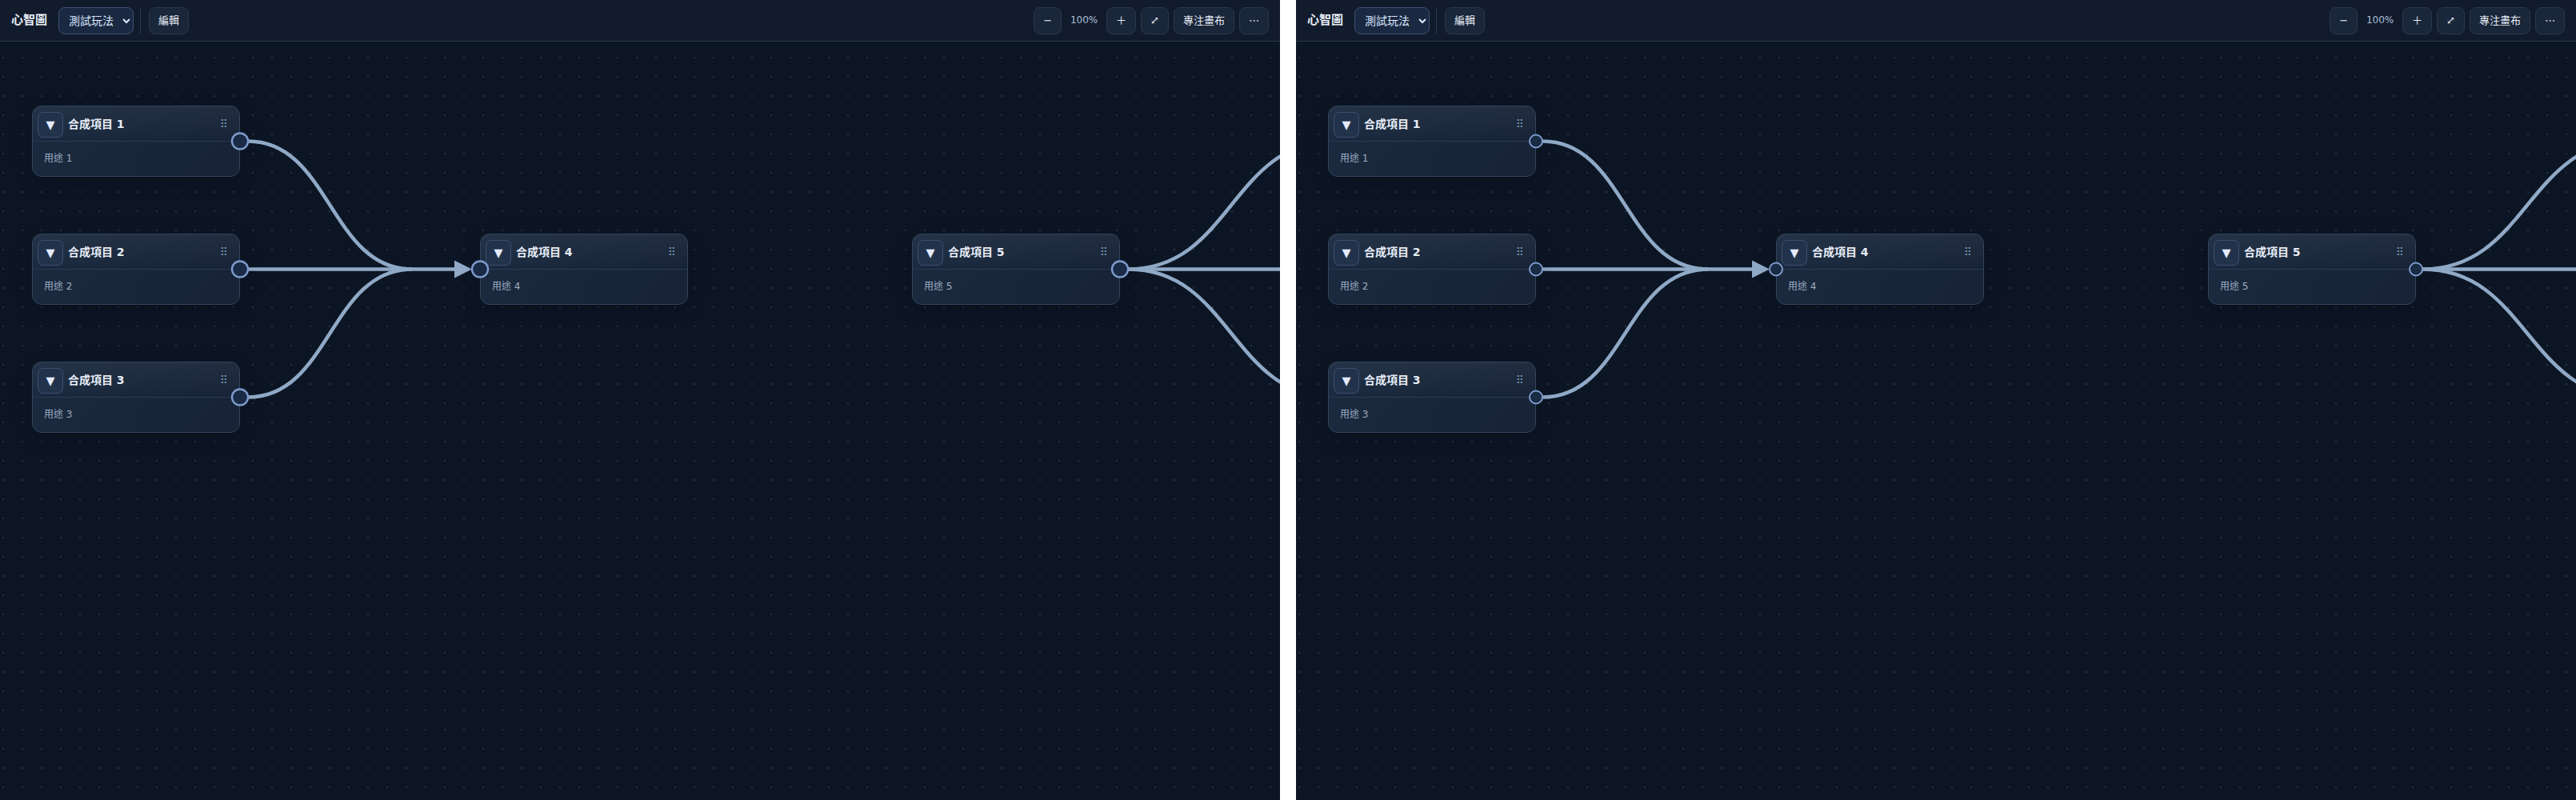 心智圖 測試玩法 編輯 − 100% + ⤢ 專注畫布 ⋯
▼ 合成項目 1 ⠿
用途 1
▼ 合成項目 2 ⠿
用途 2
▼ 合成項目 4 ⠿
用途 4
▼ 合成項目 5 ⠿
用途 5
▼ 合成項目 3 ⠿
用途 3
心智圖 測試玩法 編輯 − 100% + ⤢ 專注畫布 ⋯
▼ 合成項目 1 ⠿
用途 1
▼ 合成項目 2 ⠿
用途 2
▼ 合成項目 4 ⠿
用途 4
▼ 合成項目 5 ⠿
用途 5
▼ 合成項目 3 ⠿
用途 3